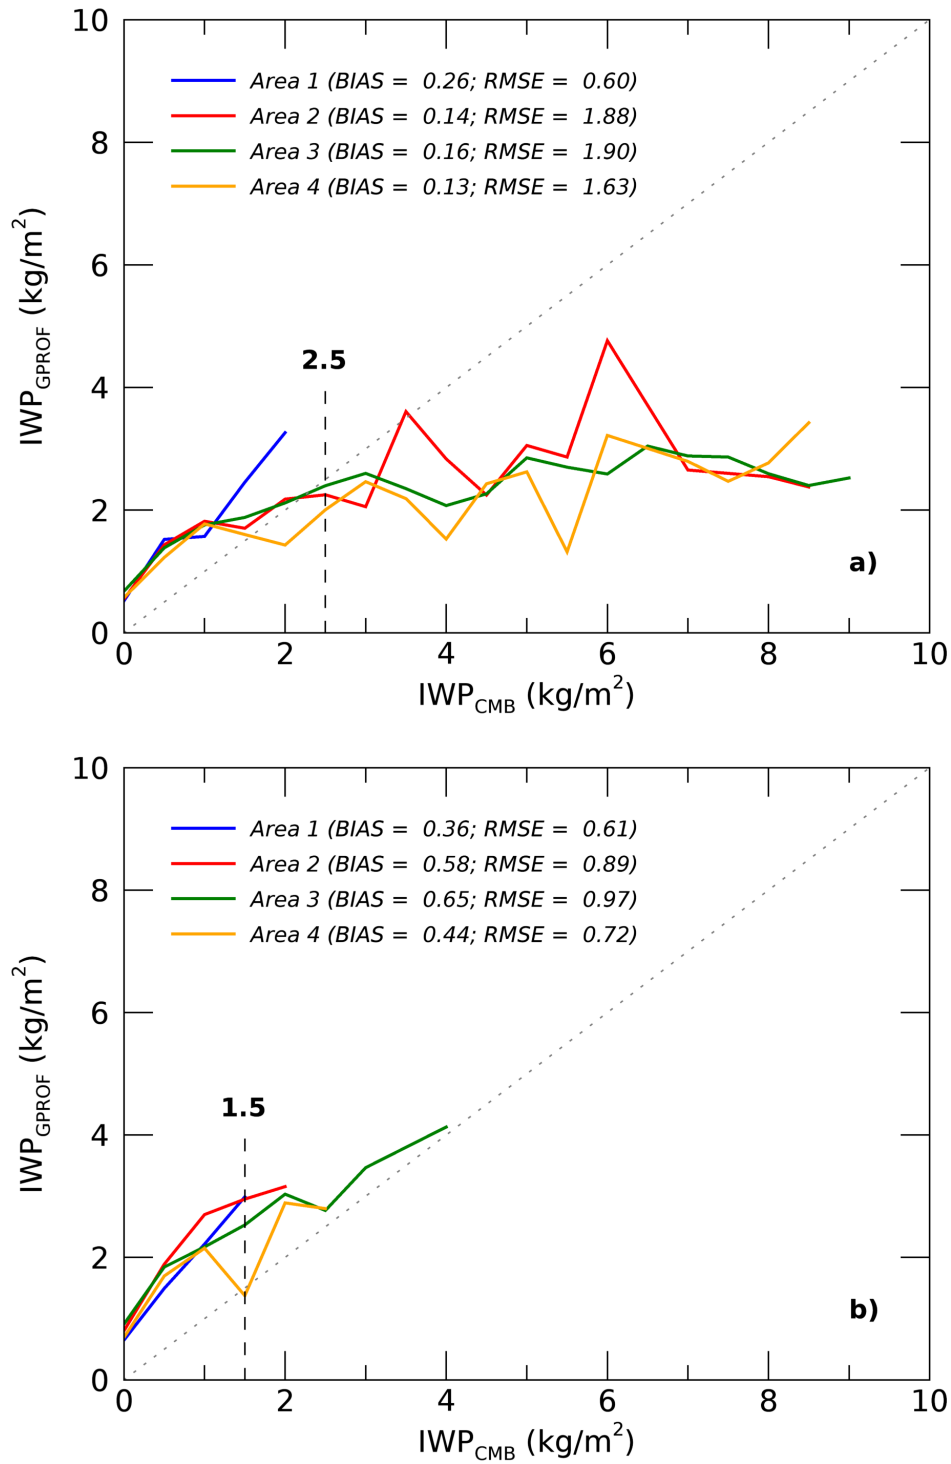 10
8
6
4
2
0
IWP_GPROF (kg/m²)
Area 1 (BIAS = 0.26; RMSE = 0.60)
Area 2 (BIAS = 0.14; RMSE = 1.88)
Area 3 (BIAS = 0.16; RMSE = 1.90)
Area 4 (BIAS = 0.13; RMSE = 1.63)
2.5
a)
0 2 4 6 8 10
IWP_CMB (kg/m²)
10
8
6
4
2
0
IWP_GPROF (kg/m²)
Area 1 (BIAS = 0.36; RMSE = 0.61)
Area 2 (BIAS = 0.58; RMSE = 0.89)
Area 3 (BIAS = 0.65; RMSE = 0.97)
Area 4 (BIAS = 0.44; RMSE = 0.72)
1.5
b)
0 2 4 6 8 10
IWP_CMB (kg/m²)